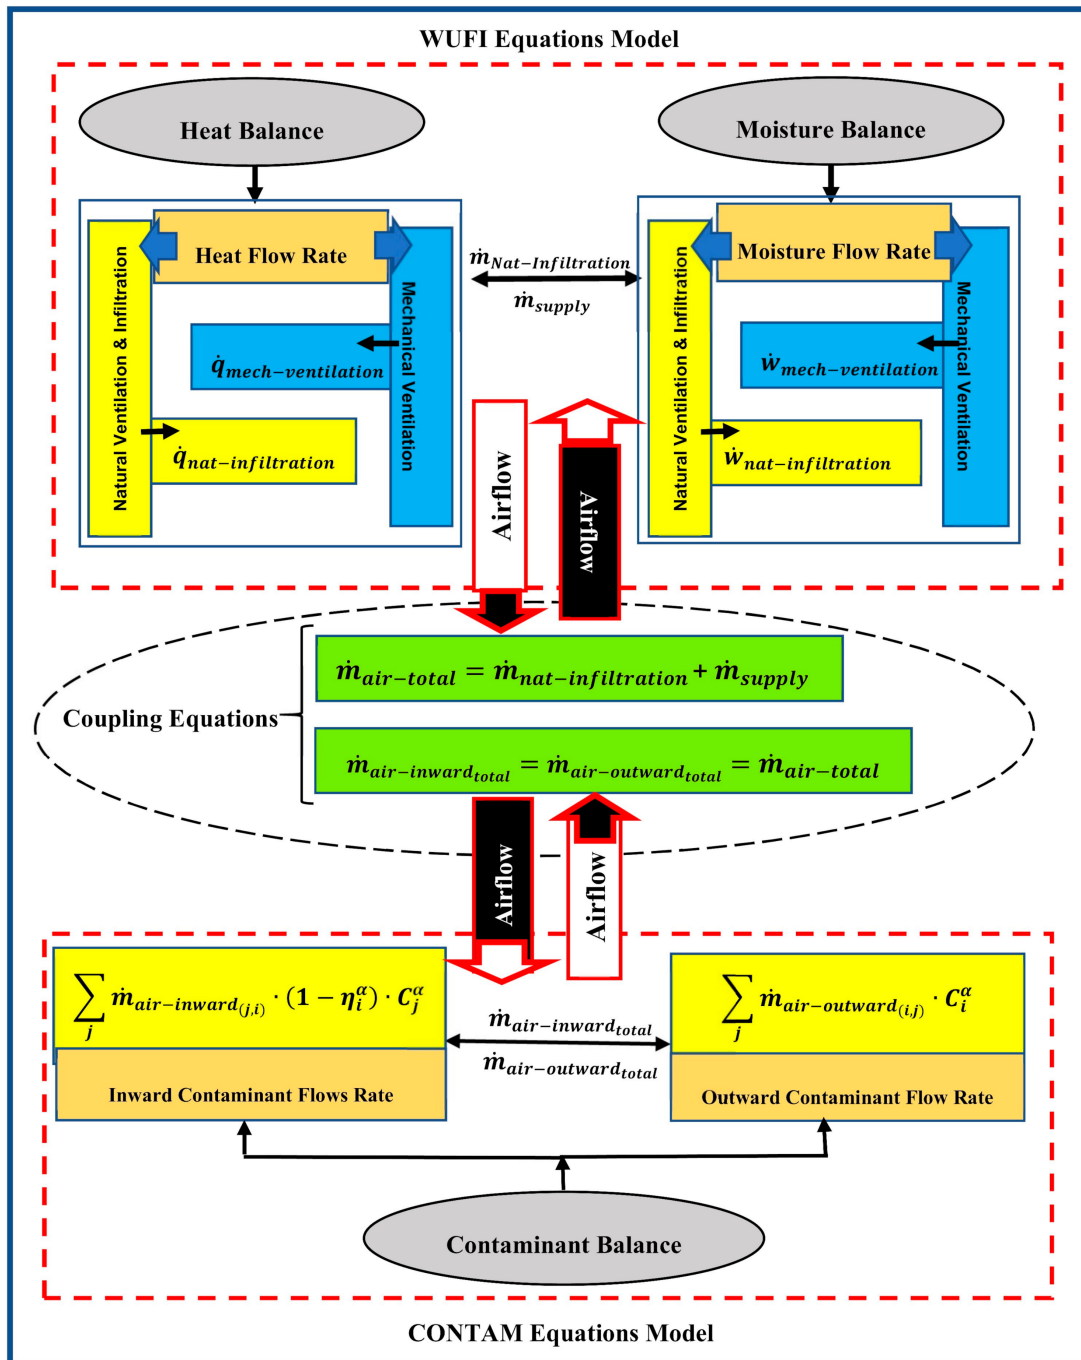 WUFI Equations Model
Heat Balance
Moisture Balance
Heat Flow Rate
Moisture Flow Rate
Natural Ventilation & Infiltration
Mechanical Ventilation
q̇mech−ventilation
q̇nat−infiltration
ṁNat−Infiltration
ṁsupply
Natural Ventilation & Infiltration
Mechanical Ventilation
ẇmech−ventilation
ẇnat−infiltration
Airflow
Airflow
Coupling Equations
ṁair−total = ṁnat−infiltration + ṁsupply
ṁair−inwardtotal = ṁair−outwardtotal = ṁair−total
Airflow
Airflow
∑j ṁair−inward(j,i) · (1 − ηiα) · Cjα
Inward Contaminant Flows Rate
ṁair−inwardtotal
ṁair−outwardtotal
∑j ṁair−outward(i,j) · Ciα
Outward Contaminant Flow Rate
Contaminant Balance
CONTAM Equations Model